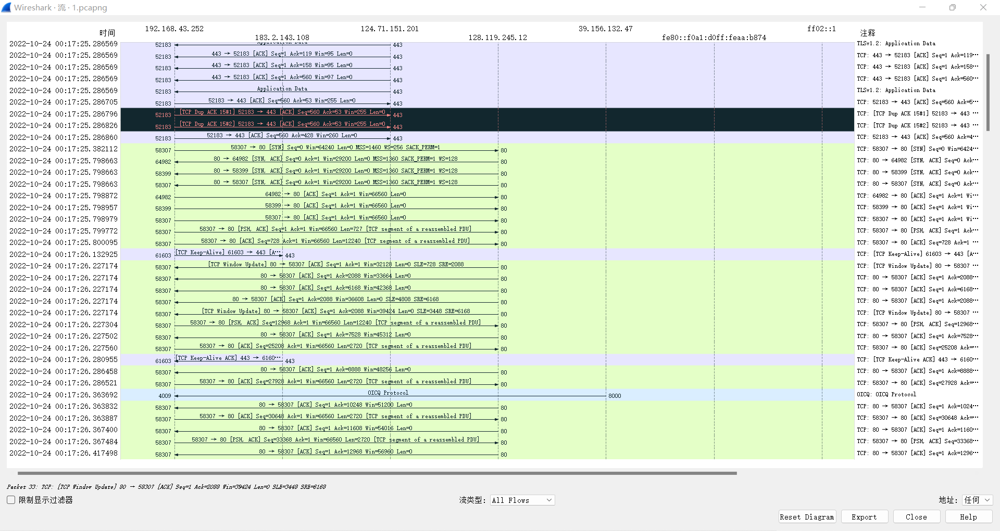 Wireshark · 流 · 1.pcapng
时间 192.168.43.252 183.2.143.108 124.71.151.201 128.119.245.12 39.156.132.47 fe80::f0a1:d0ff:feaa:b874 ff02::1 注释
2022-10-24 00:17:25.286569 52183 Application Data 443 TLSv1.2: Application Data
2022-10-24 00:17:25.286569 52183 443 → 52183 [ACK] Seq=1 Ack=119 Win=95 Len=0 443 TCP: 443 → 52183 [ACK] Seq=1 Ack=119···
2022-10-24 00:17:25.286569 52183 443 → 52183 [ACK] Seq=1 Ack=158 Win=95 Len=0 443 TCP: 443 → 52183 [ACK] Seq=1 Ack=158···
2022-10-24 00:17:25.286569 52183 443 → 52183 [ACK] Seq=1 Ack=560 Win=97 Len=0 443 TCP: 443 → 52183 [ACK] Seq=1 Ack=560···
2022-10-24 00:17:25.286569 52183 Application Data 443 TLSv1.2: Application Data
2022-10-24 00:17:25.286705 52183 52183 → 443 [ACK] Seq=560 Ack=53 Win=255 Len=0 443 TCP: 52183 → 443 [ACK] Seq=560 Ack=5···
2022-10-24 00:17:25.286796 52183 [TCP Dup ACK 15#1] 52183 → 443 [ACK] Seq=560 Ack=53 Win=255 Len=0 443 TCP: [TCP Dup ACK 15#1] 52183 → 443 ···
2022-10-24 00:17:25.286826 52183 [TCP Dup ACK 15#2] 52183 → 443 [ACK] Seq=560 Ack=53 Win=255 Len=0 443 TCP: [TCP Dup ACK 15#2] 52183 → 443 ···
2022-10-24 00:17:25.286860 52183 52183 → 443 [ACK] Seq=560 Ack=428 Win=260 Len=0 443 TCP: 52183 → 443 [ACK] Seq=560 Ack=4···
2022-10-24 00:17:25.382112 58307 58307 → 80 [SYN] Seq=0 Win=64240 Len=0 MSS=1460 WS=256 SACK_PERM=1 80 TCP: 58307 → 80 [SYN] Seq=0 Win=6424···
2022-10-24 00:17:25.798663 64982 80 → 64982 [SYN, ACK] Seq=0 Ack=1 Win=29200 Len=0 MSS=1360 SACK_PERM=1 WS=128 80 TCP: 80 → 64982 [SYN, ACK] Seq=0 Ack···
2022-10-24 00:17:25.798663 58399 80 → 58399 [SYN, ACK] Seq=0 Ack=1 Win=29200 Len=0 MSS=1360 SACK_PERM=1 WS=128 80 TCP: 80 → 58399 [SYN, ACK] Seq=0 Ack···
2022-10-24 00:17:25.798663 58307 80 → 58307 [SYN, ACK] Seq=0 Ack=1 Win=29200 Len=0 MSS=1360 SACK_PERM=1 WS=128 80 TCP: 80 → 58307 [SYN, ACK] Seq=0 Ack···
2022-10-24 00:17:25.798872 64982 64982 → 80 [ACK] Seq=1 Ack=1 Win=66560 Len=0 80 TCP: 64982 → 80 [ACK] Seq=1 Ack=1 Wi···
2022-10-24 00:17:25.798957 58399 58399 → 80 [ACK] Seq=1 Ack=1 Win=66560 Len=0 80 TCP: 58399 → 80 [ACK] Seq=1 Ack=1 Wi···
2022-10-24 00:17:25.798979 58307 58307 → 80 [ACK] Seq=1 Ack=1 Win=66560 Len=0 80 TCP: 58307 → 80 [ACK] Seq=1 Ack=1 Wi···
2022-10-24 00:17:25.799772 58307 58307 → 80 [PSH, ACK] Seq=1 Ack=1 Win=66560 Len=727 [TCP segment of a reassembled PDU] 80 TCP: 58307 → 80 [PSH, ACK] Seq=1 Ack···
2022-10-24 00:17:25.800095 58307 58307 → 80 [ACK] Seq=728 Ack=1 Win=66560 Len=12240 [TCP segment of a reassembled PDU] 80 TCP: 58307 → 80 [ACK] Seq=728 Ack=1 ···
2022-10-24 00:17:26.132925 61603 [TCP Keep-Alive] 61603 → 443 [A··· 443 TCP: [TCP Keep-Alive] 61603 → 443 [A···
2022-10-24 00:17:26.227174 58307 [TCP Window Update] 80 → 58307 [ACK] Seq=1 Ack=1 Win=32128 Len=0 SLE=728 SRE=2088 80 TCP: [TCP Window Update] 80 → 58307 ···
2022-10-24 00:17:26.227174 58307 80 → 58307 [ACK] Seq=1 Ack=2088 Win=33664 Len=0 80 TCP: 80 → 58307 [ACK] Seq=1 Ack=2088···
2022-10-24 00:17:26.227174 58307 80 → 58307 [ACK] Seq=1 Ack=6168 Win=42368 Len=0 80 TCP: 80 → 58307 [ACK] Seq=1 Ack=6168···
2022-10-24 00:17:26.227174 58307 80 → 58307 [ACK] Seq=1 Ack=2088 Win=36608 Len=0 SLE=4808 SRE=6168 80 TCP: 80 → 58307 [ACK] Seq=1 Ack=2088···
2022-10-24 00:17:26.227174 58307 [TCP Window Update] 80 → 58307 [ACK] Seq=1 Ack=2088 Win=39424 Len=0 SLE=3448 SRE=6168 80 TCP: [TCP Window Update] 80 → 58307 ···
2022-10-24 00:17:26.227304 58307 58307 → 80 [PSH, ACK] Seq=12968 Ack=1 Win=66560 Len=12240 [TCP segment of a reassembled PDU] 80 TCP: 58307 → 80 [PSH, ACK] Seq=12968···
2022-10-24 00:17:26.227502 58307 80 → 58307 [ACK] Seq=1 Ack=7528 Win=45312 Len=0 80 TCP: 80 → 58307 [ACK] Seq=1 Ack=7528···
2022-10-24 00:17:26.227560 58307 58307 → 80 [ACK] Seq=25208 Ack=1 Win=66560 Len=2720 [TCP segment of a reassembled PDU] 80 TCP: 58307 → 80 [ACK] Seq=25208 Ack=···
2022-10-24 00:17:26.280955 61603 [TCP Keep-Alive ACK] 443 → 6160··· 443 TCP: [TCP Keep-Alive ACK] 443 → 6160···
2022-10-24 00:17:26.286458 58307 80 → 58307 [ACK] Seq=1 Ack=8888 Win=48256 Len=0 80 TCP: 80 → 58307 [ACK] Seq=1 Ack=8888···
2022-10-24 00:17:26.286521 58307 58307 → 80 [ACK] Seq=27928 Ack=1 Win=66560 Len=2720 [TCP segment of a reassembled PDU] 80 TCP: 58307 → 80 [ACK] Seq=27928 Ack=···
2022-10-24 00:17:26.363692 4009 OICQ Protocol 8000 OICQ: OICQ Protocol
2022-10-24 00:17:26.363832 58307 80 → 58307 [ACK] Seq=1 Ack=10248 Win=51200 Len=0 80 TCP: 80 → 58307 [ACK] Seq=1 Ack=1024···
2022-10-24 00:17:26.363887 58307 58307 → 80 [ACK] Seq=30648 Ack=1 Win=66560 Len=2720 [TCP segment of a reassembled PDU] 80 TCP: 58307 → 80 [ACK] Seq=30648 Ack=···
2022-10-24 00:17:26.367400 58307 80 → 58307 [ACK] Seq=1 Ack=11608 Win=54016 Len=0 80 TCP: 80 → 58307 [ACK] Seq=1 Ack=1160···
2022-10-24 00:17:26.367484 58307 58307 → 80 [PSH, ACK] Seq=33368 Ack=1 Win=66560 Len=2720 [TCP segment of a reassembled PDU] 80 TCP: 58307 → 80 [PSH, ACK] Seq=33368···
2022-10-24 00:17:26.417498 58307 80 → 58307 [ACK] Seq=1 Ack=12968 Win=56960 Len=0 80 TCP: 80 → 58307 [ACK] Seq=1 Ack=1296···
Packet 33: TCP: [TCP Window Update] 80 → 58307 [ACK] Seq=1 Ack=2088 Win=39424 Len=0 SLE=3448 SRE=6168
限制显示过滤器 流类型: All Flows 地址: 任何
Reset Diagram Export Close Help